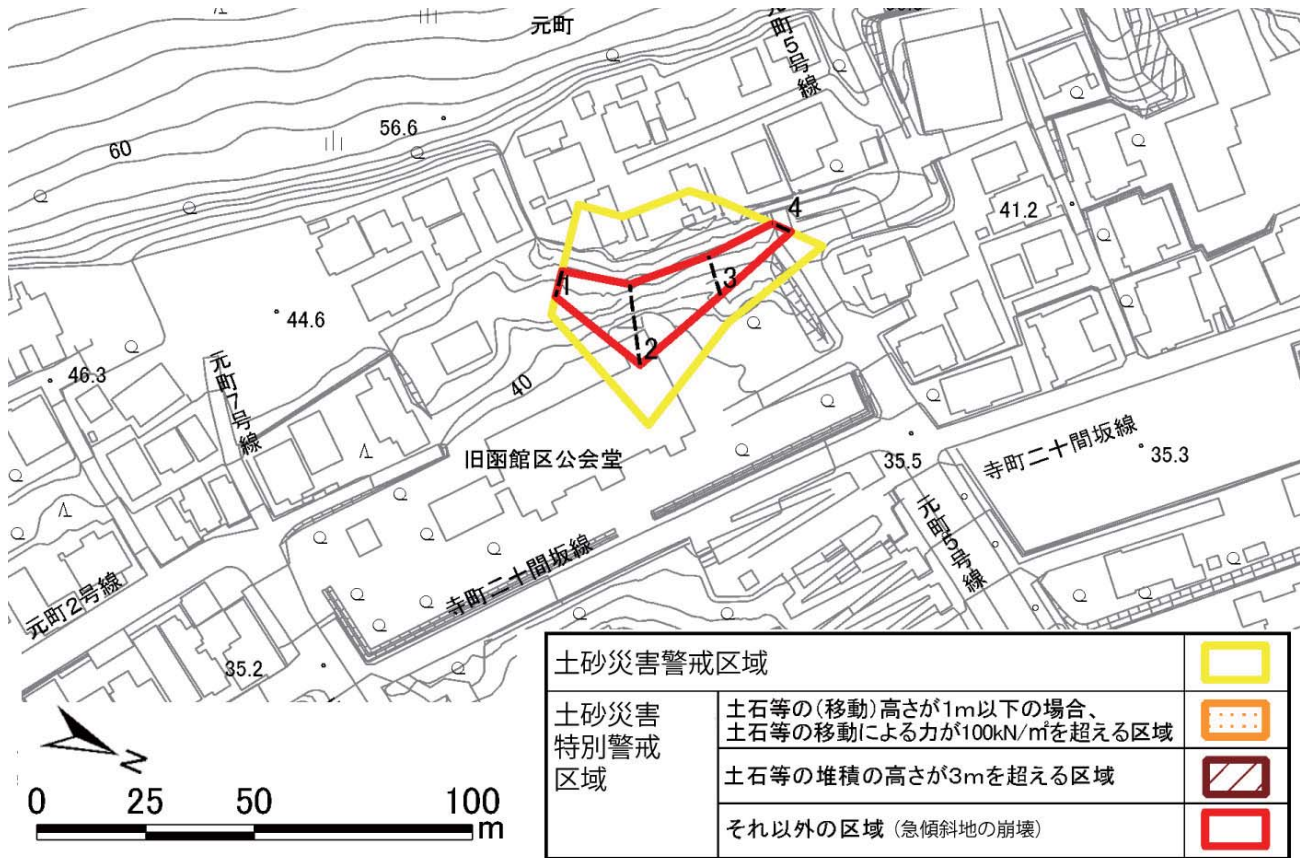 元町
元町5号線
56.6
60
41.2
44.6
46.3
元町7号線
40
1
2
3
4
旧函館区公会堂
35.5
35.3
寺町二十間坂線
元町5号線
寺町二十間坂線
元町2号線
35.2
N
0 25 50 100
m
土砂災害警戒区域
土砂災害
特別警戒
区域
土石等の(移動)高さが1m以下の場合、
土石等の移動による力が100kN/㎡を超える区域
土石等の堆積の高さが3mを超える区域
それ以外の区域 (急傾斜地の崩壊)